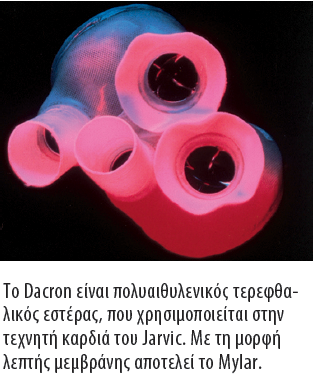 Το Dacron είναι πολυαιθυλενικός τερεφθα-
λικός εστέρας, που χρησιμοποιείται στην
τεχνητή καρδιά του Jarvic. Με τη μορφή
λεπτής μεμβράνης αποτελεί το Mylar.